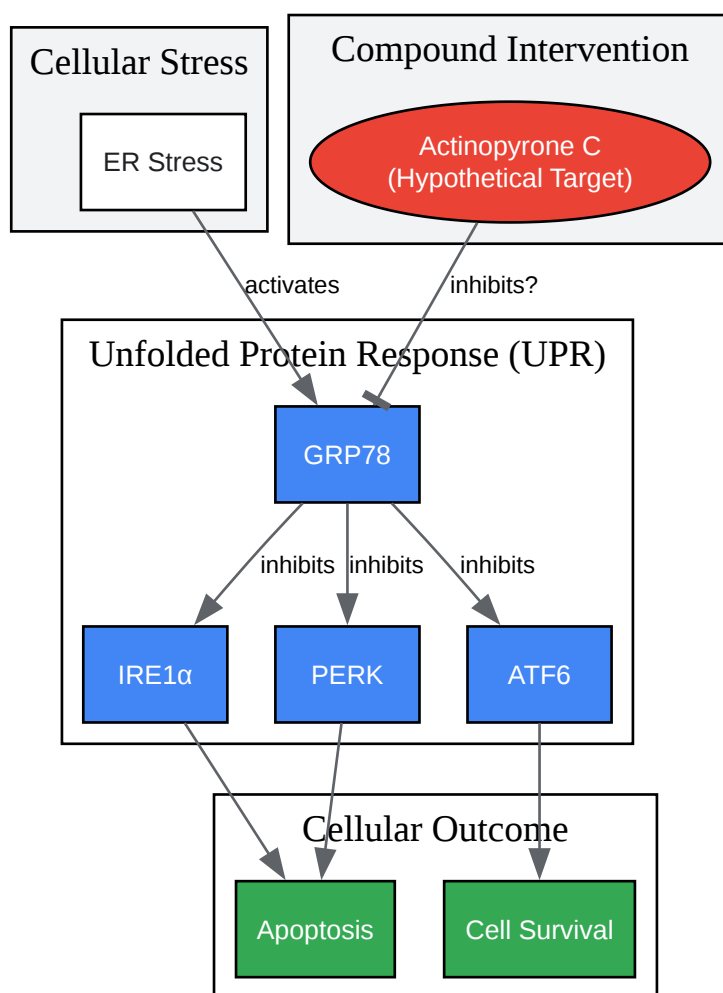 Cellular Stress
Compound Intervention
ER Stress
Actinopyrone C
(Hypothetical Target)
activates
inhibits?
Unfolded Protein Response (UPR)
GRP78
inhibits
inhibits
inhibits
IRE1α
PERK
ATF6
Cellular Outcome
Apoptosis
Cell Survival